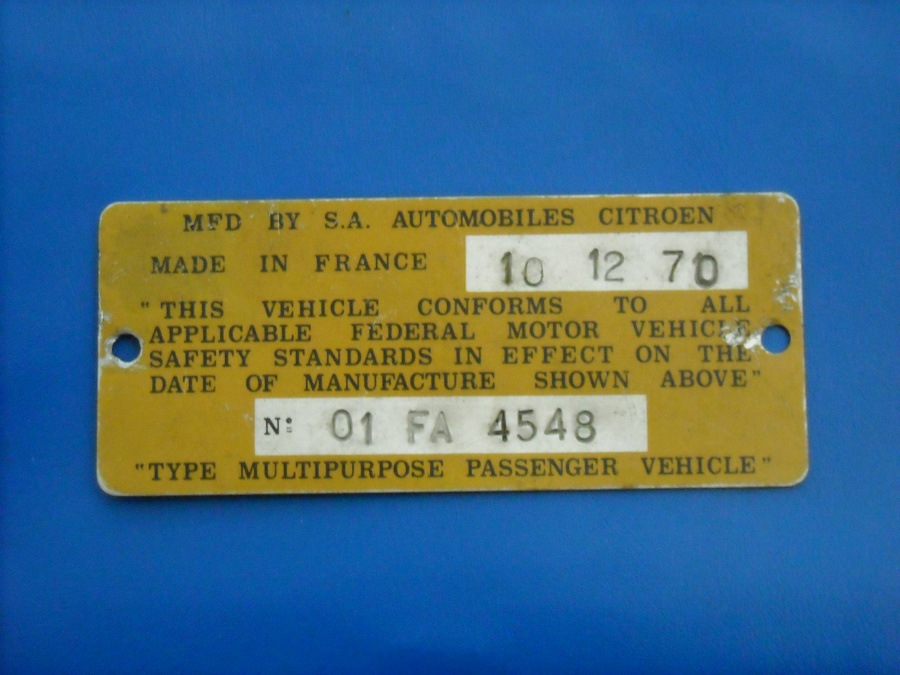 MFD BY S.A. AUTOMOBILES CITROEN
MADE IN FRANCE 10 12 70
"THIS VEHICLE CONFORMS TO ALL
APPLICABLE FEDERAL MOTOR VEHICLE
SAFETY STANDARDS IN EFFECT ON THE
DATE OF MANUFACTURE SHOWN ABOVE"
Nº: 01 FA 4548
"TYPE MULTIPURPOSE PASSENGER VEHICLE"